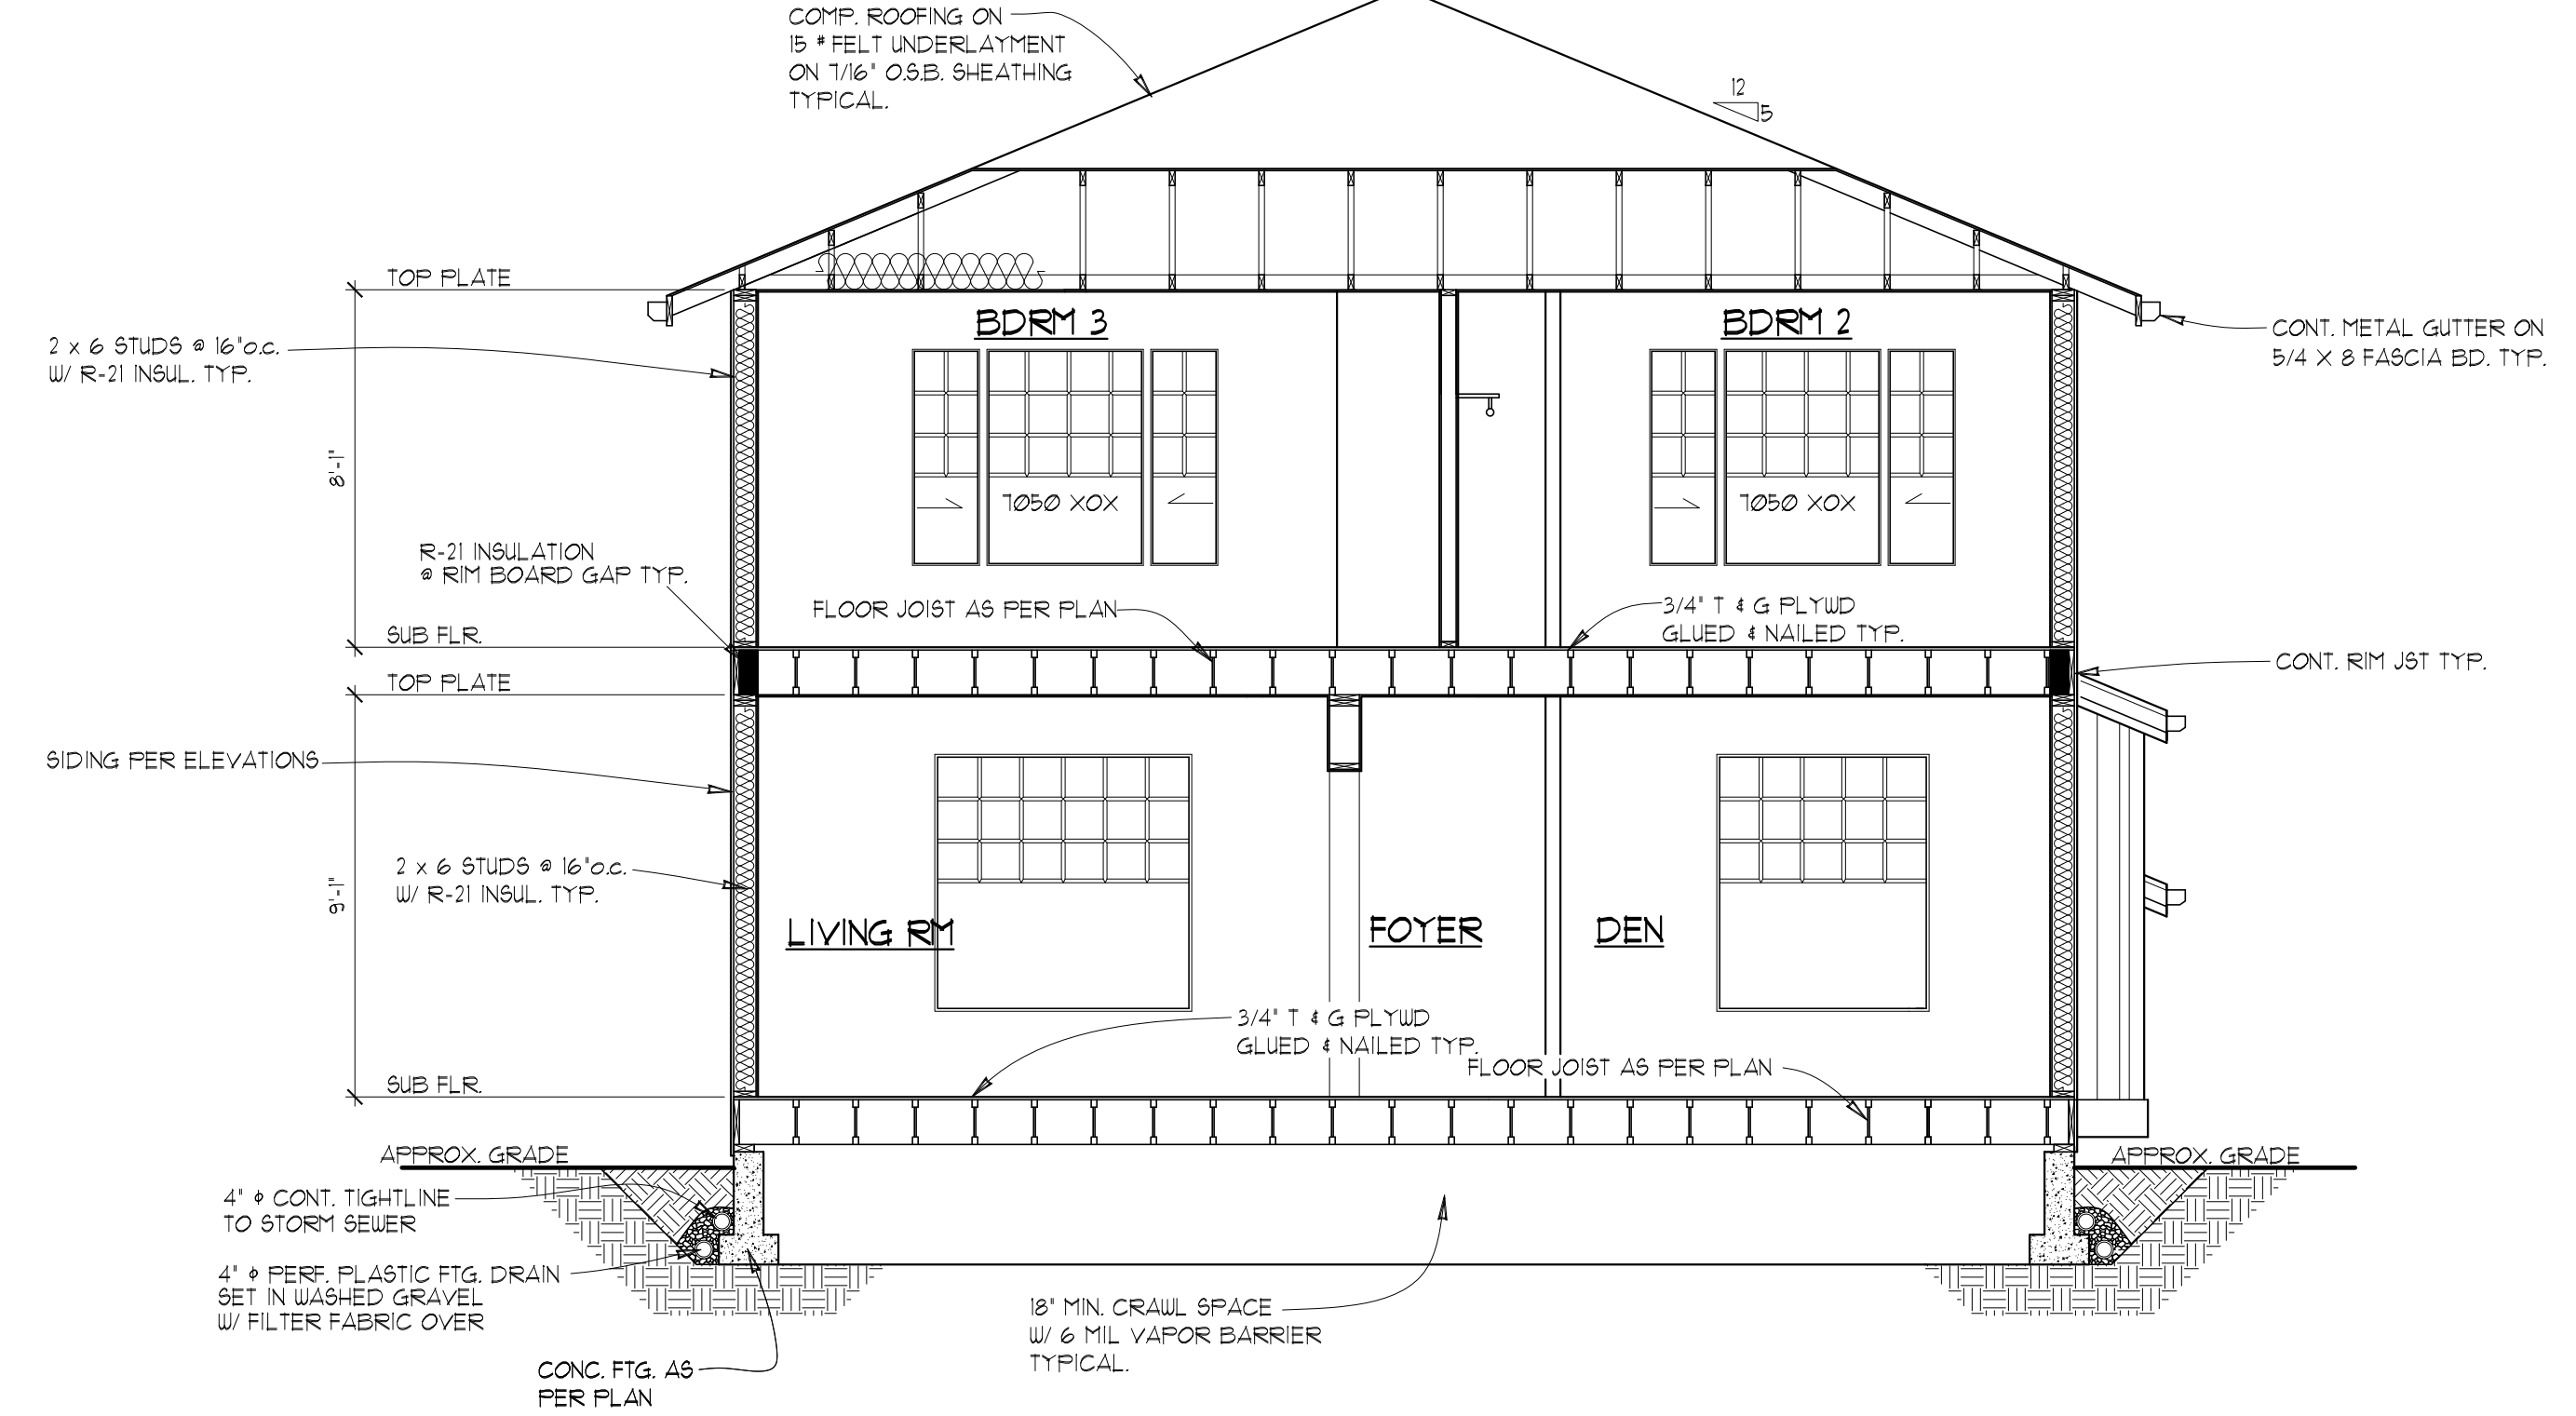 COMP. ROOFING ON
15 # FELT UNDERLAYMENT
ON 7/16" O.S.B. SHEATHING
TYPICAL.
12
5
TOP PLATE
BDRM 3
BDRM 2
2 x 6 STUDS @ 16"o.c.
W/ R-21 INSUL. TYP.
CONT. METAL GUTTER ON
5/4 X 8 FASCIA BD. TYP.
8'-1"
7050 XOX
7050 XOX
R-21 INSULATION
@ RIM BOARD GAP TYP.
FLOOR JOIST AS PER PLAN
3/4" T & G PLYWD
GLUED & NAILED TYP.
SUB FLR.
CONT. RIM JST TYP.
TOP PLATE
SIDING PER ELEVATIONS
2 x 6 STUDS @ 16"o.c.
W/ R-21 INSUL. TYP.
9'-1"
LIVING RM
FOYER
DEN
3/4" T & G PLYWD
GLUED & NAILED TYP.
FLOOR JOIST AS PER PLAN
SUB FLR.
APPROX. GRADE
APPROX. GRADE
4" φ CONT. TIGHTLINE
TO STORM SEWER
4" φ PERF. PLASTIC FTG. DRAIN
SET IN WASHED GRAVEL
W/ FILTER FABRIC OVER
18" MIN. CRAWL SPACE
W/ 6 MIL VAPOR BARRIER
TYPICAL.
CONC. FTG. AS
PER PLAN